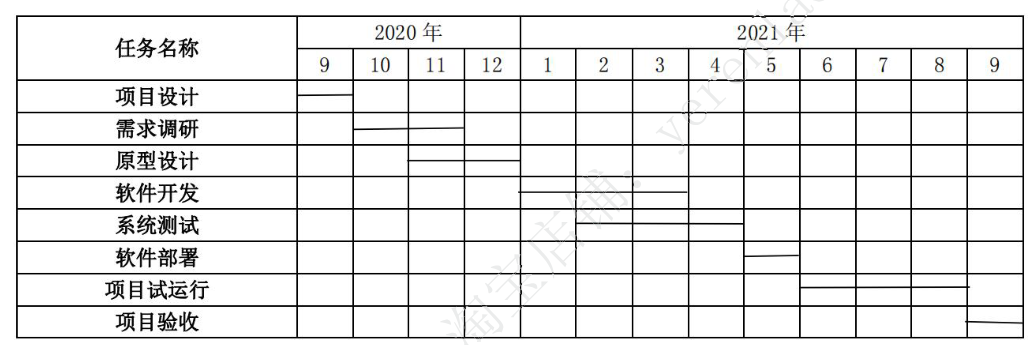 任务名称 2020 年 2021 年
9 10 11 12 1 2 3 4 5 6 7 8 9
项目设计
需求调研
原型设计
软件开发
系统测试
软件部署
项目试运行
项目验收
淘宝店铺：yerenla